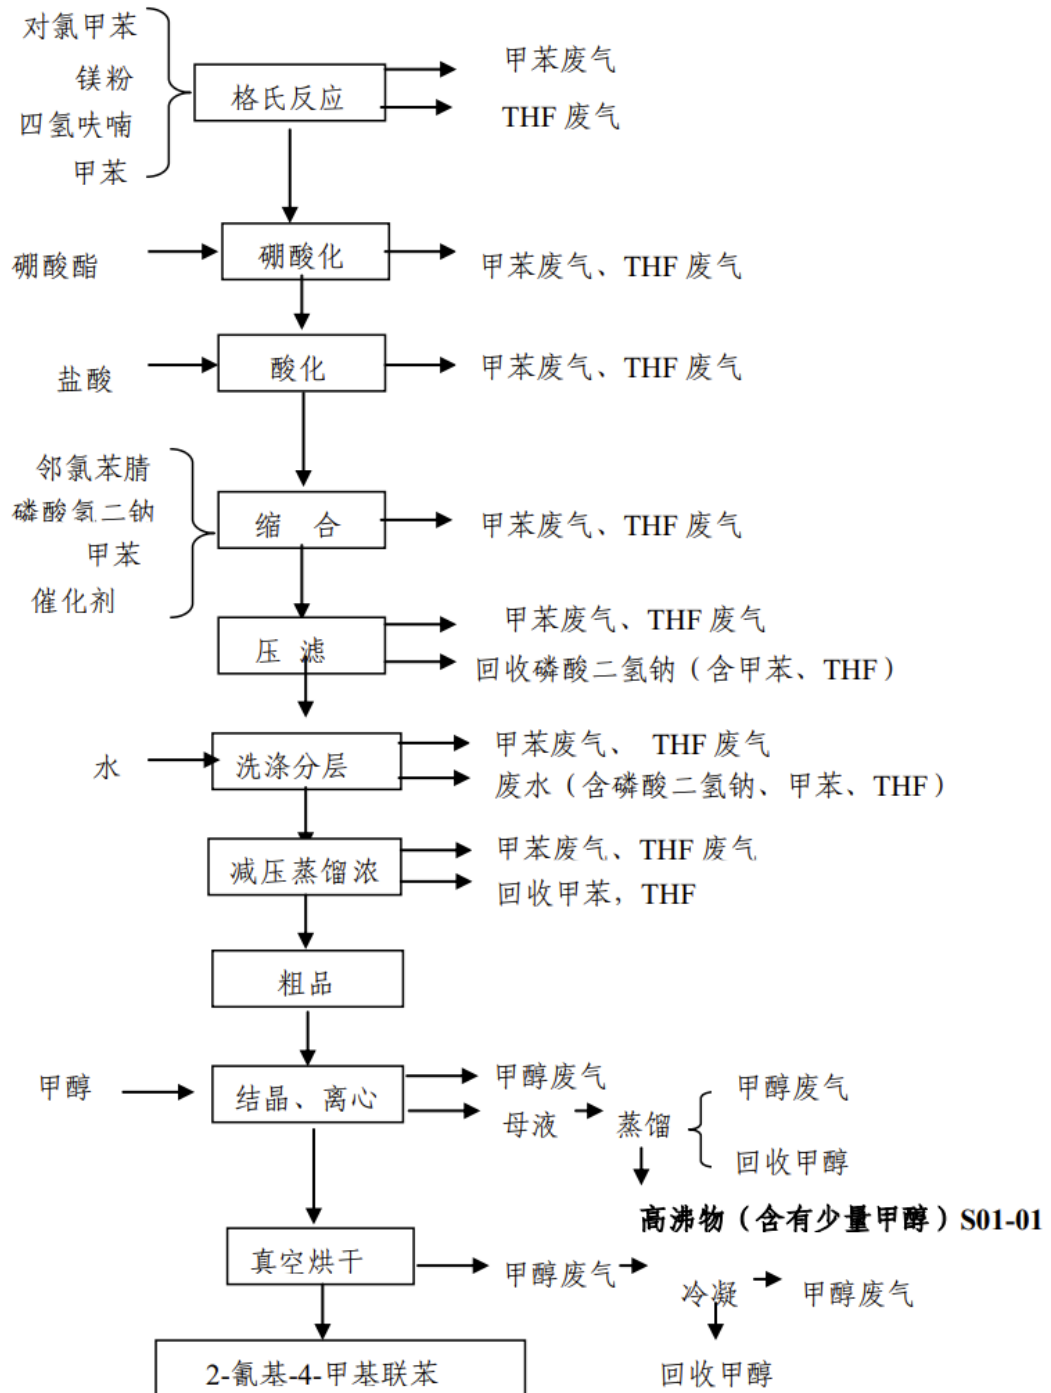 对氯甲苯
镁粉
四氢呋喃
甲苯
格氏反应
甲苯废气
THF 废气
硼酸酯
硼酸化
甲苯废气、THF 废气
盐酸
酸化
甲苯废气、THF 废气
邻氯苯腈
磷酸氢二钠
甲苯
催化剂
缩 合
甲苯废气、THF 废气
压 滤
甲苯废气、THF 废气
回收磷酸二氢钠（含甲苯、THF）
水
洗涤分层
甲苯废气、 THF 废气
废水（含磷酸二氢钠、甲苯、THF）
减压蒸馏浓
甲苯废气、THF 废气
回收甲苯，THF
粗品
甲醇
结晶、离心
甲醇废气
母液
蒸馏
甲醇废气
回收甲醇
高沸物（含有少量甲醇）S01-01
真空烘干
甲醇废气
冷凝
甲醇废气
回收甲醇
2-氰基-4-甲基联苯